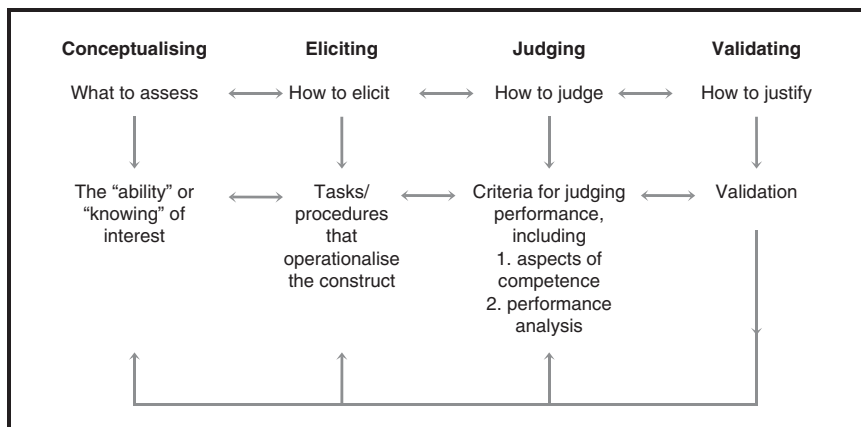 Conceptualising Eliciting Judging Validating
What to assess How to elicit How to judge How to justify
The "ability" or
"knowing" of
interest
Tasks/
procedures
that
operationalise
the construct
Criteria for judging
performance,
including
1. aspects of
competence
2. performance
analysis
Validation